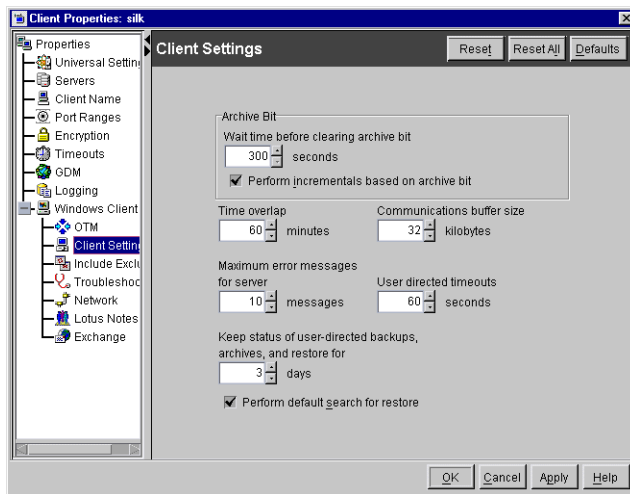 Client Properties: silk
Properties
Universal Settin
Servers
Client Name
Port Ranges
Encryption
Timeouts
GDM
Logging
Windows Client
OTM
Client Settin
Include Exclu
Troubleshoo
Network
Lotus Notes
Exchange
Client Settings
Reset
Reset All
Defaults
Archive Bit
Wait time before clearing archive bit
300 seconds
Perform incrementals based on archive bit
Time overlap
60 minutes
Communications buffer size
32 kilobytes
Maximum error messages
for server
10 messages
User directed timeouts
60 seconds
Keep status of user-directed backups,
archives, and restore for
3 days
Perform default search for restore
OK
Cancel
Apply
Help